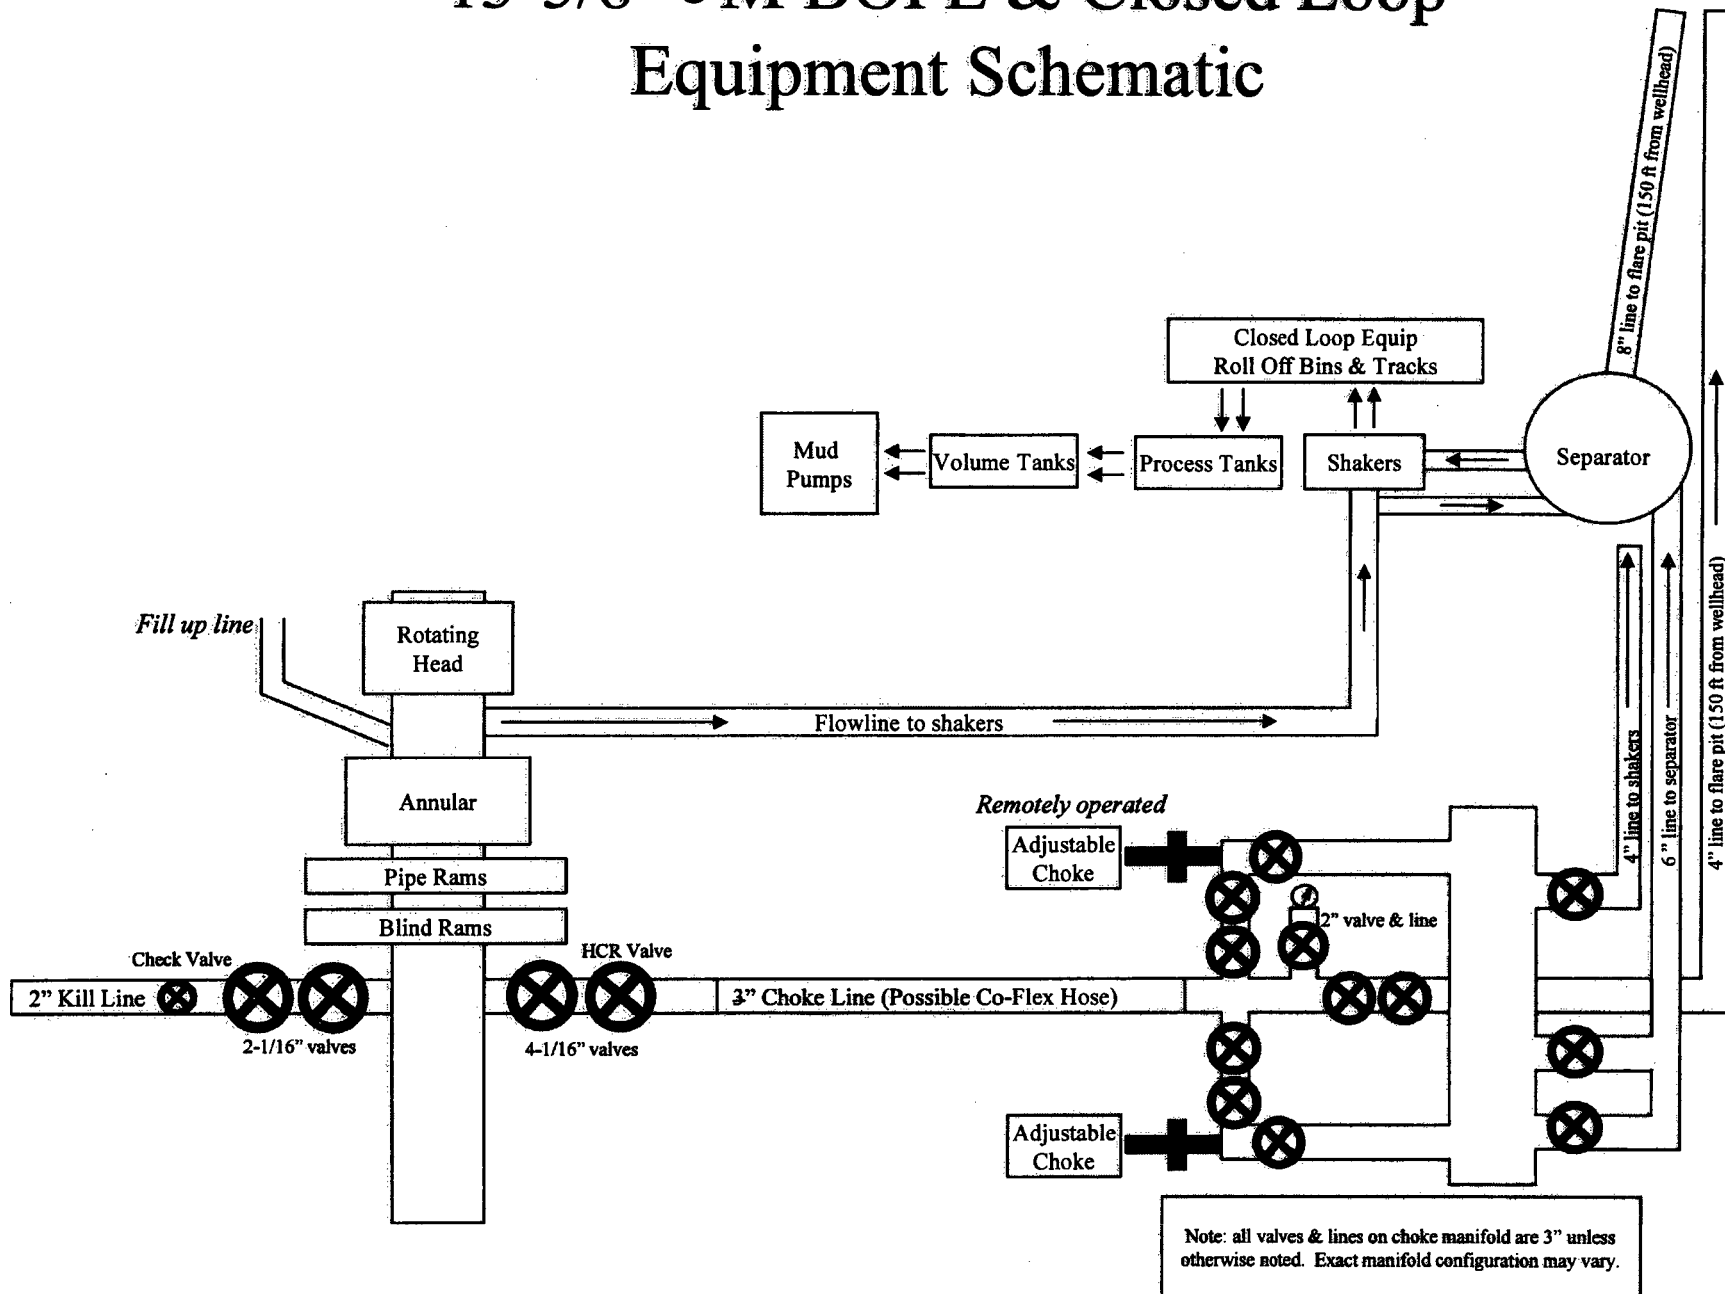 M BOPE & Closed Loop
Equipment Schematic
8" line to flare pit (150 ft from wellhead)
Closed Loop Equip
Roll Off Bins & Tracks
Mud
Pumps
Volume Tanks
Process Tanks
Shakers
Separator
Fill up line
Rotating
Head
Flowline to shakers
4" line to shakers
6" line to separator
4" line to flare pit (150 ft from wellhead)
Annular
Remotely operated
Adjustable
Choke
Pipe Rams
Blind Rams
2" valve & line
Check Valve
HCR Valve
2" Kill Line
3" Choke Line (Possible Co-Flex Hose)
2-1/16" valves
4-1/16" valves
Adjustable
Choke
Note: all valves & lines on choke manifold are 3" unless
otherwise noted. Exact manifold configuration may vary.